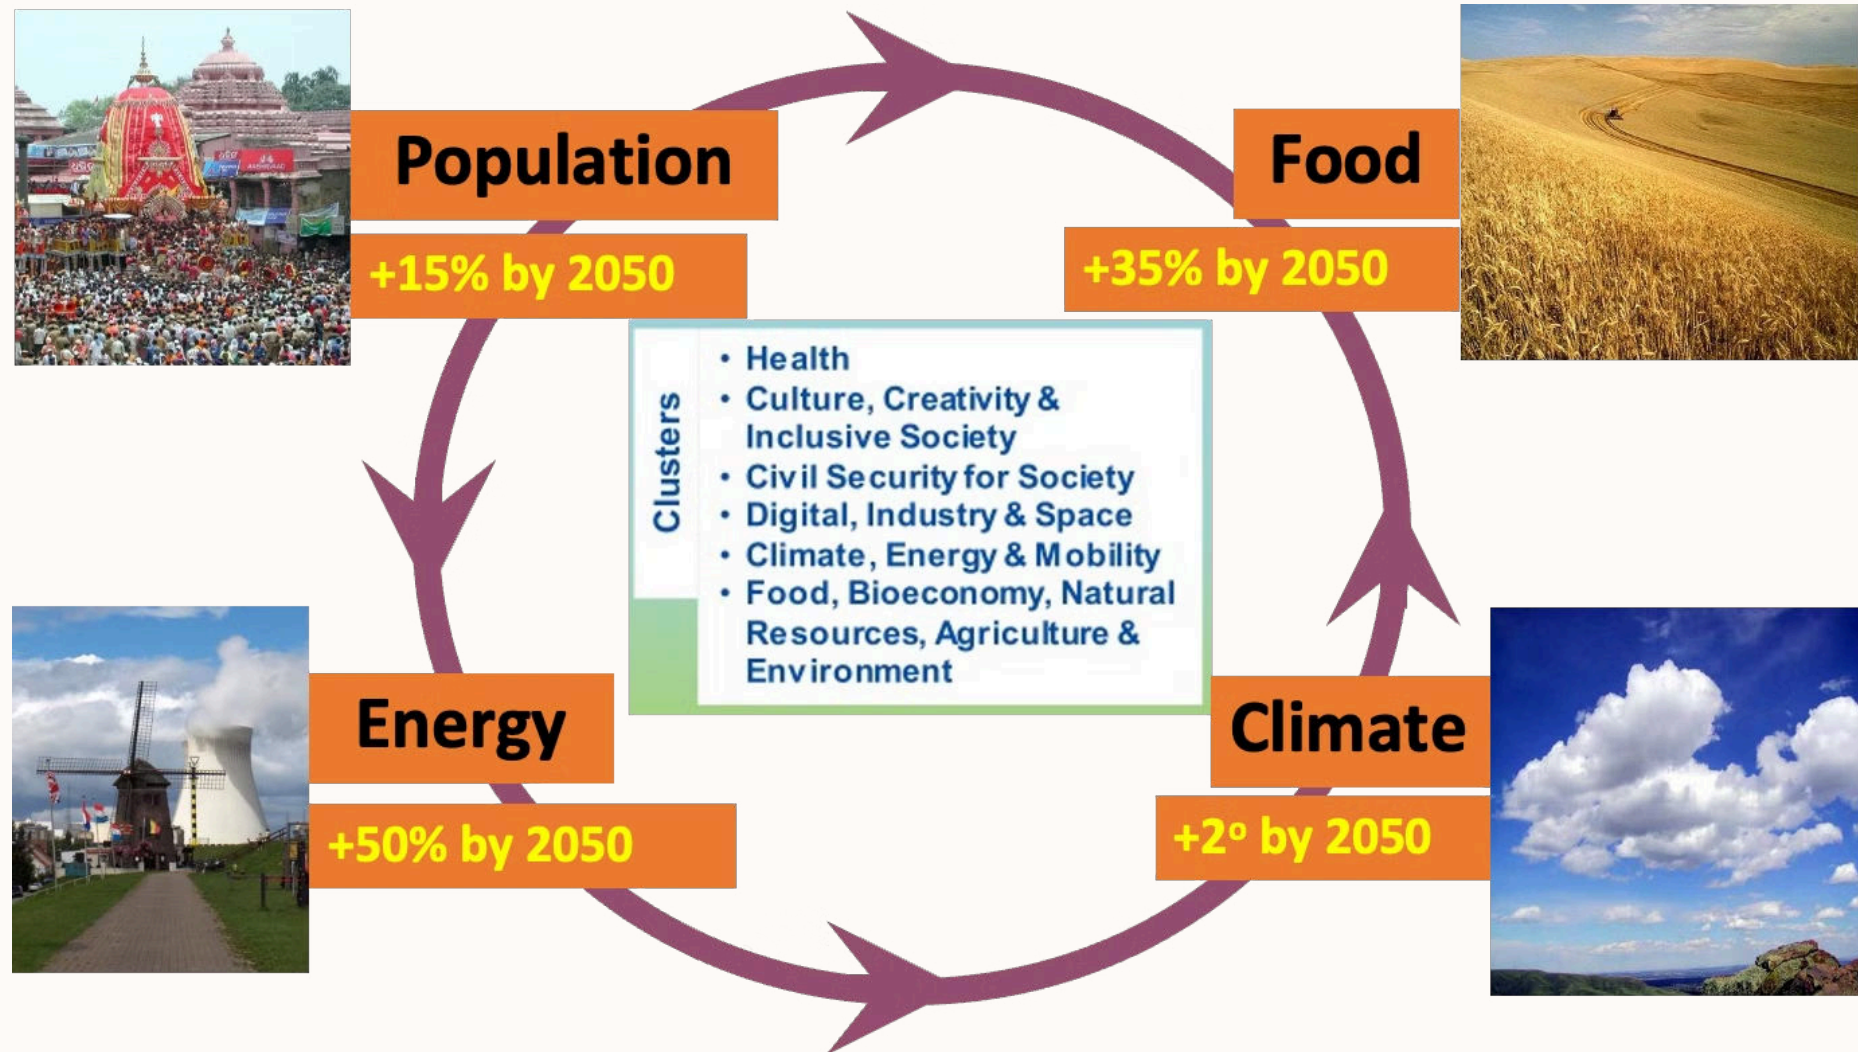 Population
+15% by 2050
Food
+35% by 2050
Clusters
• Health
• Culture, Creativity &
Inclusive Society
• Civil Security for Society
• Digital, Industry & Space
• Climate, Energy & Mobility
• Food, Bioeconomy, Natural
Resources, Agriculture &
Environment
Energy
+50% by 2050
Climate
+2º by 2050